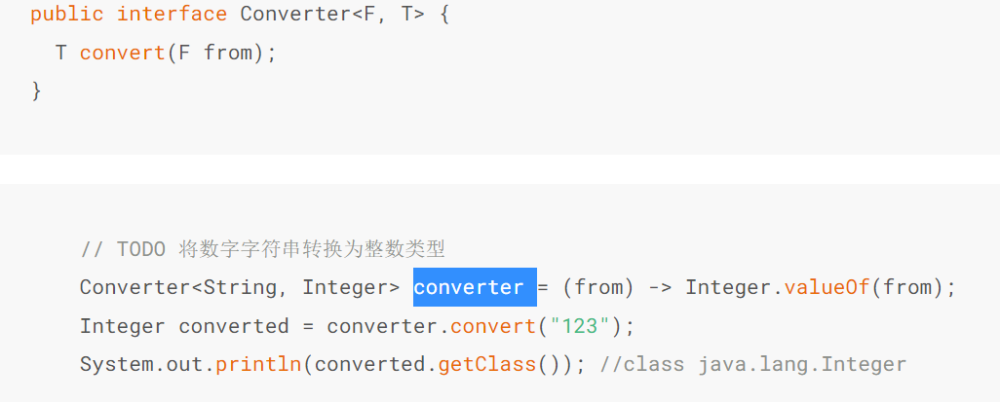 public interface Converter<F, T> {
  T convert(F from);
}
// TODO 将数字字符串转换为整数类型
Converter<String, Integer> converter = (from) -> Integer.valueOf(from);
Integer converted = converter.convert("123");
System.out.println(converted.getClass()); //class java.lang.Integer